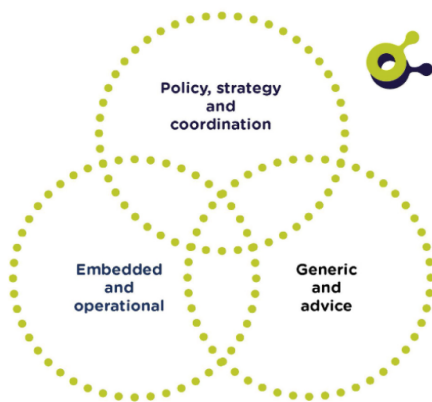 Policy, strategy
and
coordination
Embedded
and
operational
Generic
and
advice